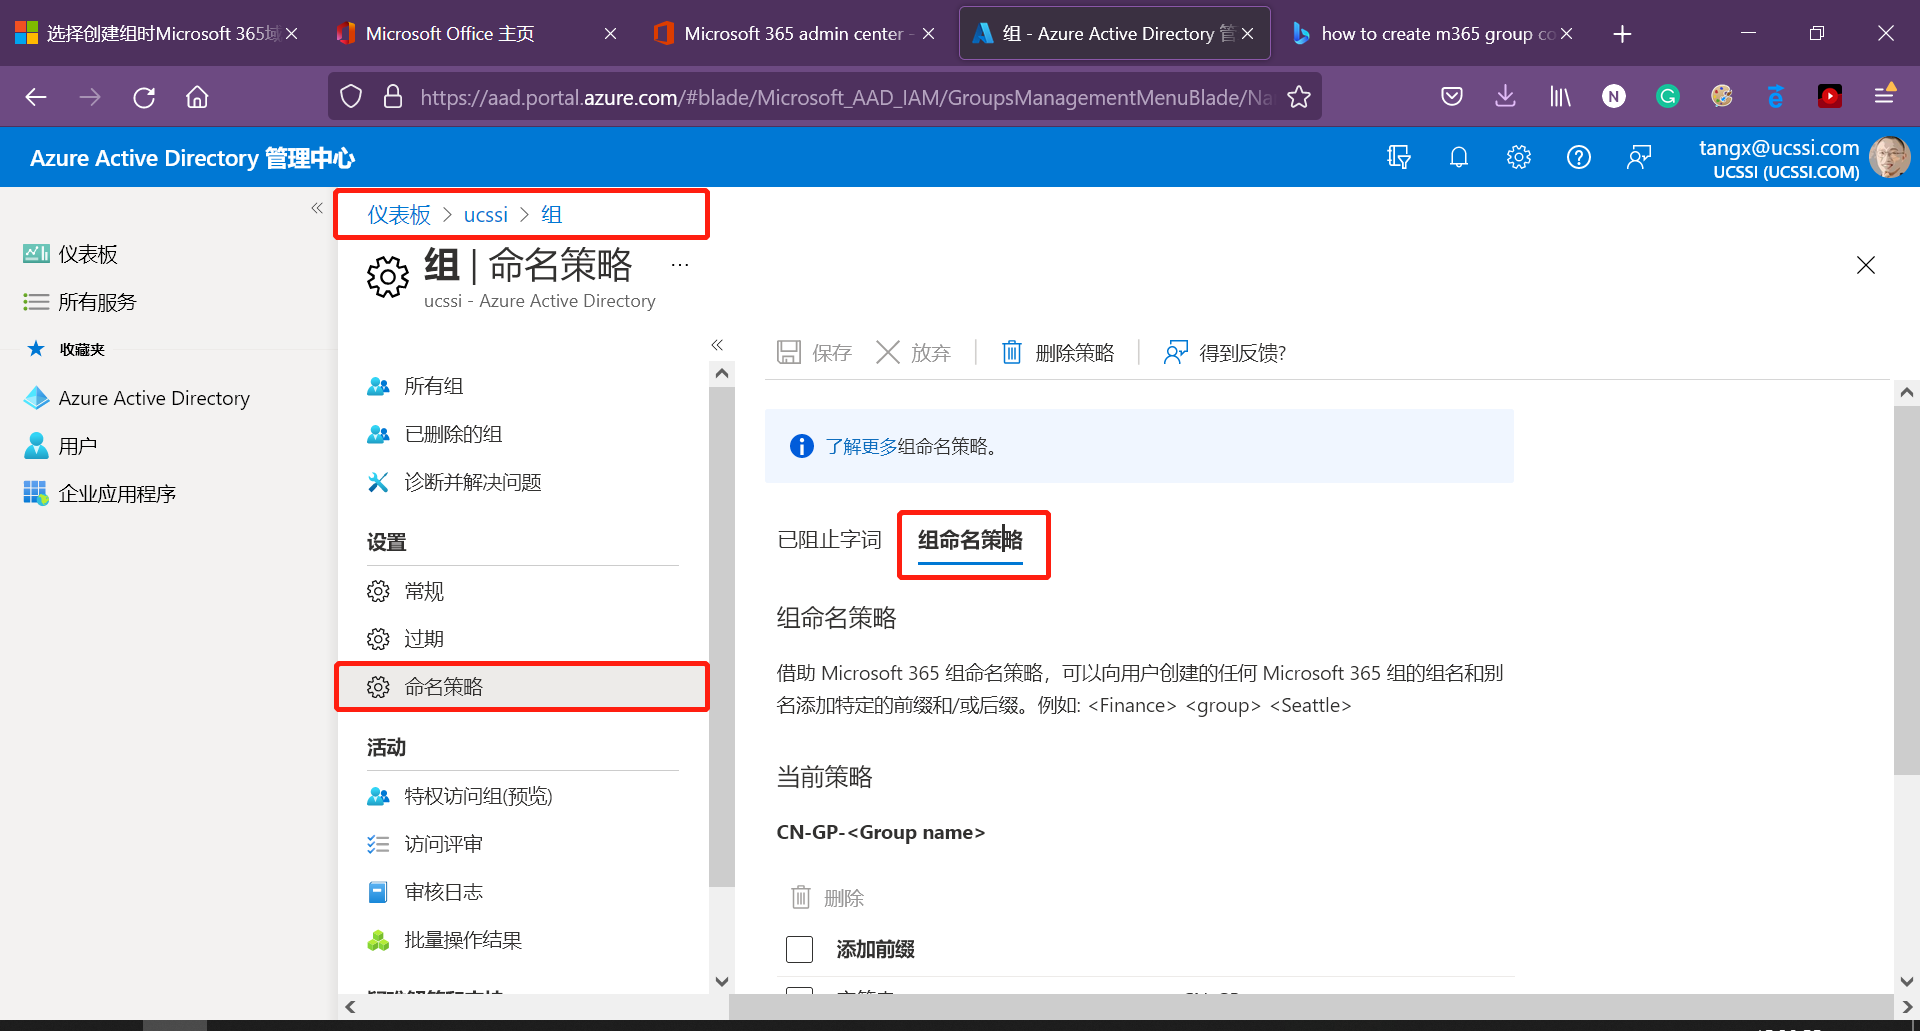 选择创建组时Microsoft 365域
Microsoft Office 主页
Microsoft 365 admin center -
组 - Azure Active Directory 管
how to create m365 group co
https://aad.portal.azure.com/#blade/Microsoft_AAD_IAM/GroupsManagementMenuBlade/Na
Azure Active Directory 管理中心
tangx@ucssi.com
UCSSI (UCSSI.COM)
仪表板 > ucssi > 组
仪表板
所有服务
收藏夹
Azure Active Directory
用户
企业应用程序
组 | 命名策略 ...
ucssi - Azure Active Directory
所有组
已删除的组
诊断并解决问题
设置
常规
过期
命名策略
活动
特权访问组(预览)
访问评审
审核日志
批量操作结果
保存 放弃 删除策略 得到反馈?
了解更多组命名策略。
已阻止字词 组命名策略
组命名策略
借助 Microsoft 365 组命名策略，可以向用户创建的任何 Microsoft 365 组的组名和别
名添加特定的前缀和/或后缀。例如: <Finance> <group> <Seattle>
当前策略
CN-GP-<Group name>
删除
添加前缀